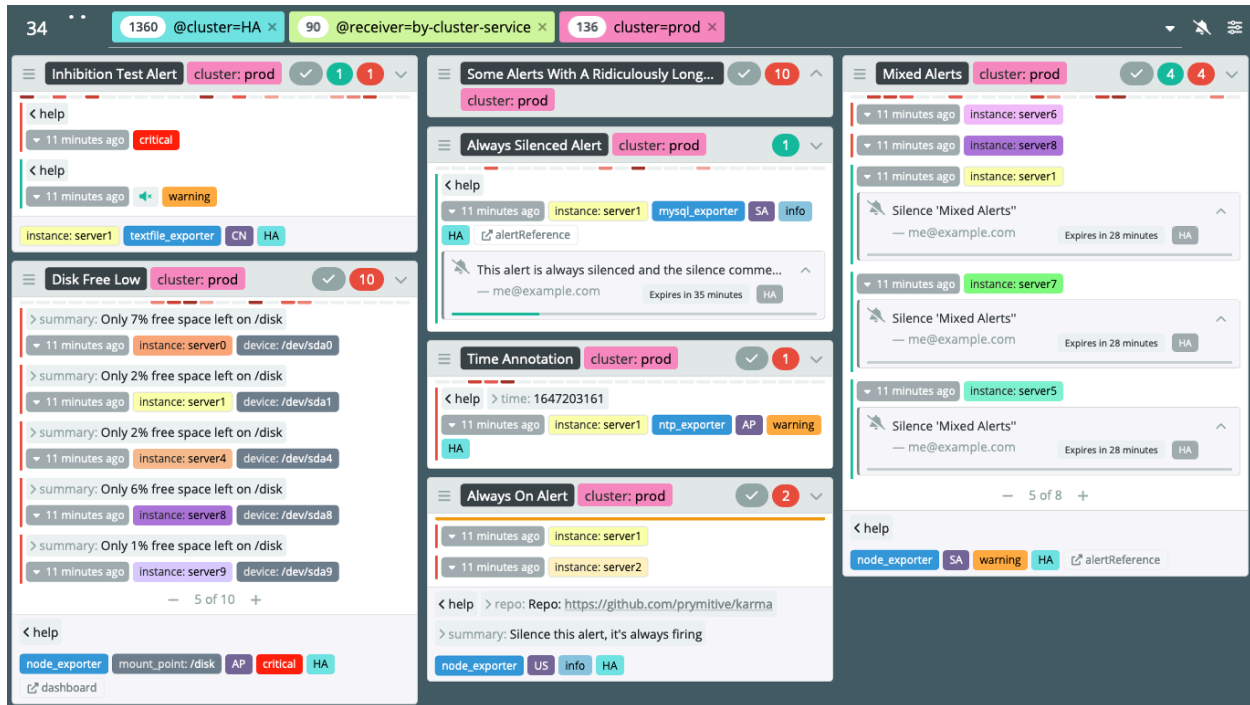 34 1360 @cluster=HA × 90 @receiver=by-cluster-service × 136 cluster=prod ×
Inhibition Test Alert cluster: prod 1 1
help
11 minutes ago critical
help
11 minutes ago warning
instance: server1 textfile_exporter CN HA
Disk Free Low cluster: prod 10
summary: Only 7% free space left on /disk
11 minutes ago instance: server0 device: /dev/sda0
summary: Only 2% free space left on /disk
11 minutes ago instance: server1 device: /dev/sda1
summary: Only 2% free space left on /disk
11 minutes ago instance: server4 device: /dev/sda4
summary: Only 6% free space left on /disk
11 minutes ago instance: server8 device: /dev/sda8
summary: Only 1% free space left on /disk
11 minutes ago instance: server9 device: /dev/sda9
5 of 10
help
node_exporter mount_point: /disk AP critical HA
dashboard
Some Alerts With A Ridiculously Long... 10
cluster: prod
Always Silenced Alert cluster: prod 1
help
11 minutes ago instance: server1 mysql_exporter SA info
HA alertReference
This alert is always silenced and the silence comme...
— me@example.com Expires in 35 minutes HA
Time Annotation cluster: prod 1
help time: 1647203161
11 minutes ago instance: server1 ntp_exporter AP warning
HA
Always On Alert cluster: prod 2
11 minutes ago instance: server1
11 minutes ago instance: server2
help repo: Repo: https://github.com/prymitive/karma
summary: Silence this alert, it's always firing
node_exporter US info HA
Mixed Alerts cluster: prod 4 4
11 minutes ago instance: server6
11 minutes ago instance: server8
11 minutes ago instance: server1
Silence 'Mixed Alerts''
— me@example.com Expires in 28 minutes HA
11 minutes ago instance: server7
Silence 'Mixed Alerts''
— me@example.com Expires in 28 minutes HA
11 minutes ago instance: server5
Silence 'Mixed Alerts''
— me@example.com Expires in 28 minutes HA
5 of 8
help
node_exporter SA warning HA alertReference